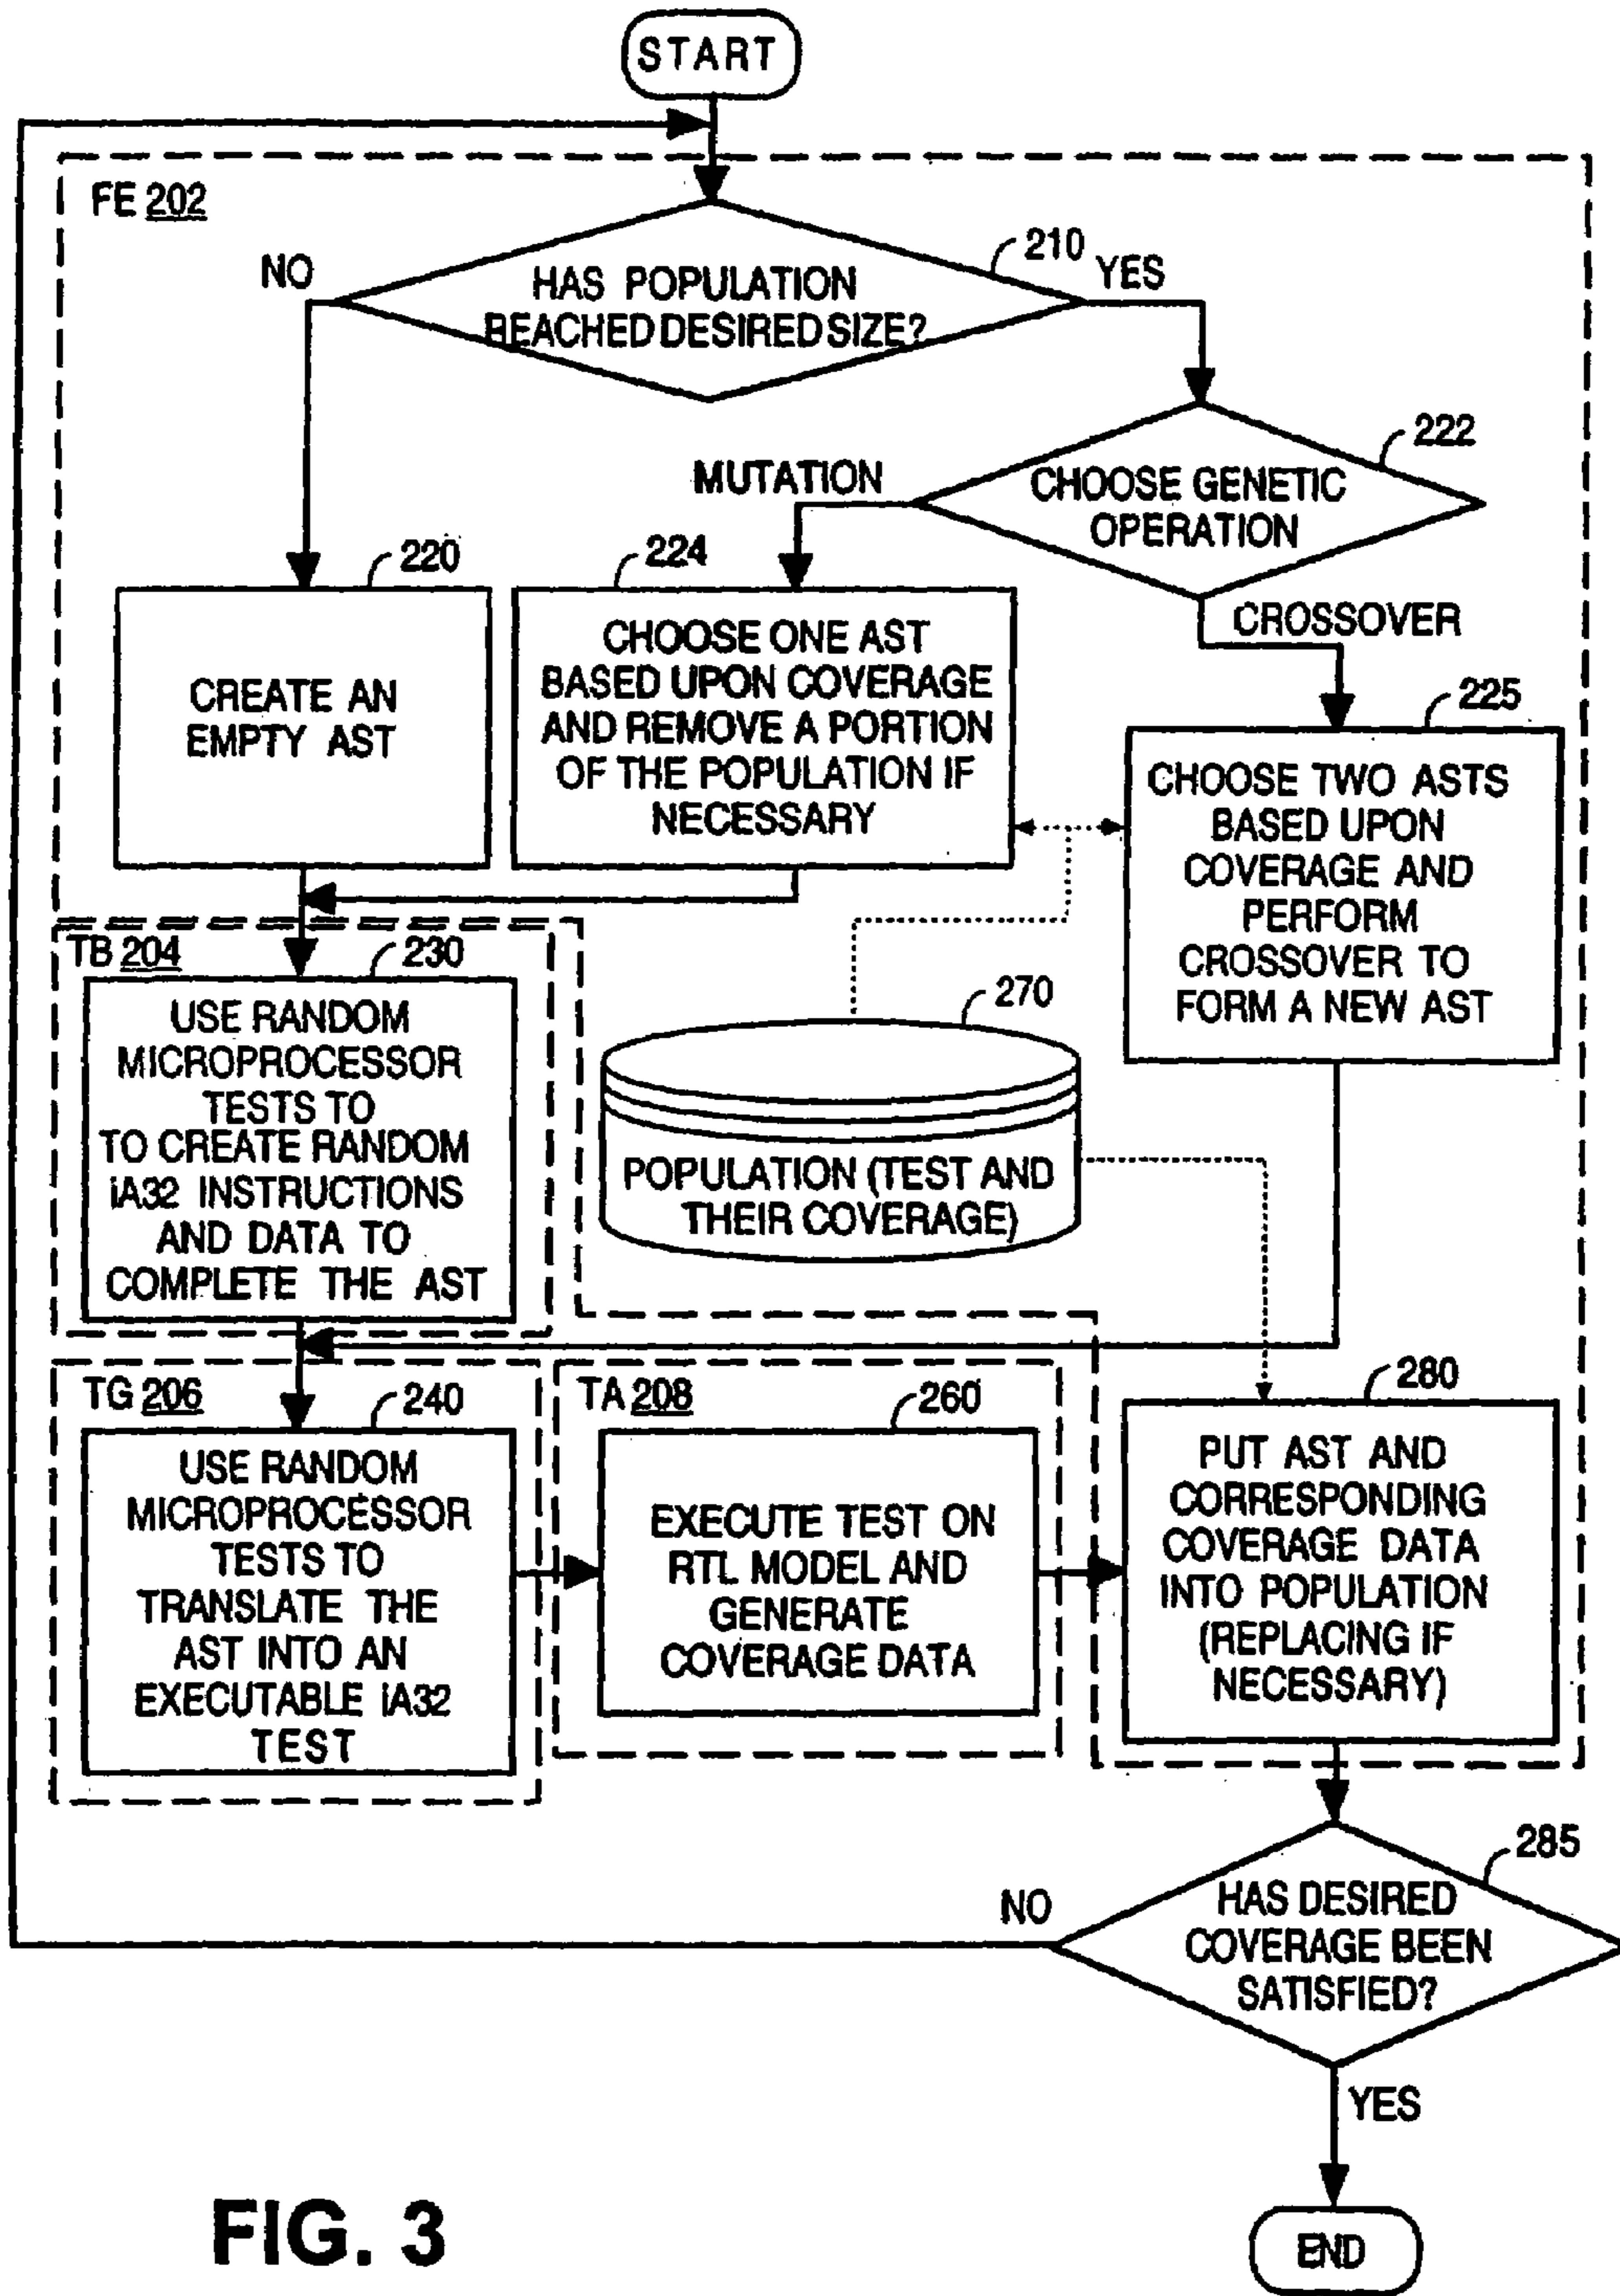 START
FE 202
NO
210
YES
HAS POPULATION
REACHED DESIRED SIZE?
222
MUTATION
CHOOSE GENETIC
OPERATION
220
224
CROSSOVER
CREATE AN
EMPTY AST
CHOOSE ONE AST
BASED UPON COVERAGE
AND REMOVE A PORTION
OF THE POPULATION IF
NECESSARY
225
CHOOSE TWO ASTS
BASED UPON
COVERAGE AND
PERFORM
CROSSOVER TO
FORM A NEW AST
TB 204
230
USE RANDOM
MICROPROCESSOR
TESTS TO
TO CREATE RANDOM
iA32 INSTRUCTIONS
AND DATA TO
COMPLETE THE AST
270
POPULATION (TEST AND
THEIR COVERAGE)
TG 206
240
USE RANDOM
MICROPROCESSOR
TESTS TO
TRANSLATE THE
AST INTO AN
EXECUTABLE iA32
TEST
TA 208
260
EXECUTE TEST ON
RTL MODEL AND
GENERATE
COVERAGE DATA
280
PUT AST AND
CORRESPONDING
COVERAGE DATA
INTO POPULATION
(REPLACING IF
NECESSARY)
285
NO
HAS DESIRED
COVERAGE BEEN
SATISFIED?
YES
END
FIG. 3